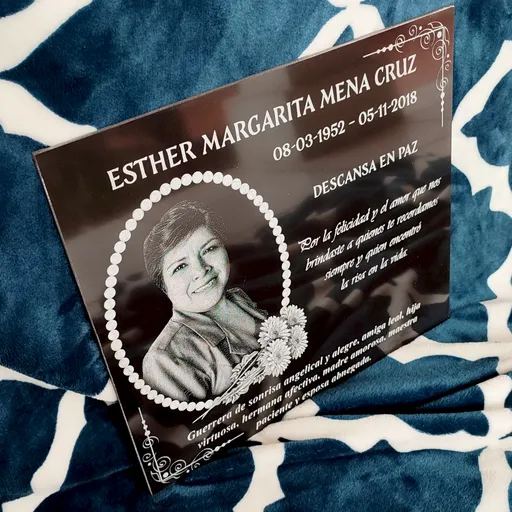 ESTHER MARGARITA MENA CRUZ
08-03-1952 - 05-11-2018
DESCANSA EN PAZ
Por la felicidad y el amor que nos
brindaste a quienes te recordamos
siempre y quien encontró
la risa en la vida.
Guerrera de sonrisa angelical y alegre, amiga leal, hija
virtuosa, hermana afectiva, madre amorosa, maestra
paciente y esposa abnegada.